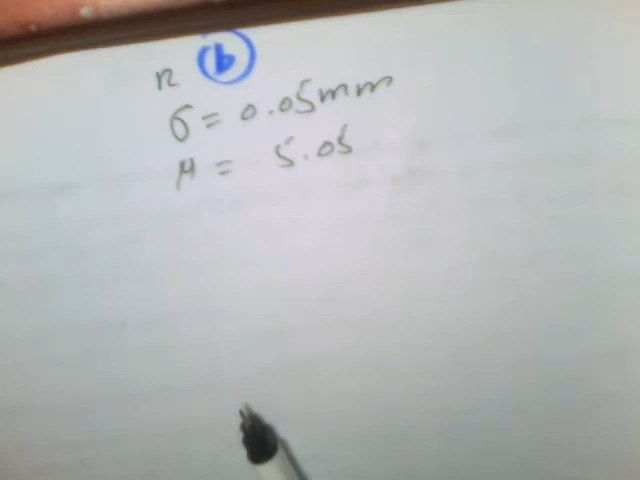 n (b)
σ = 0.05mm
μ = 5.05